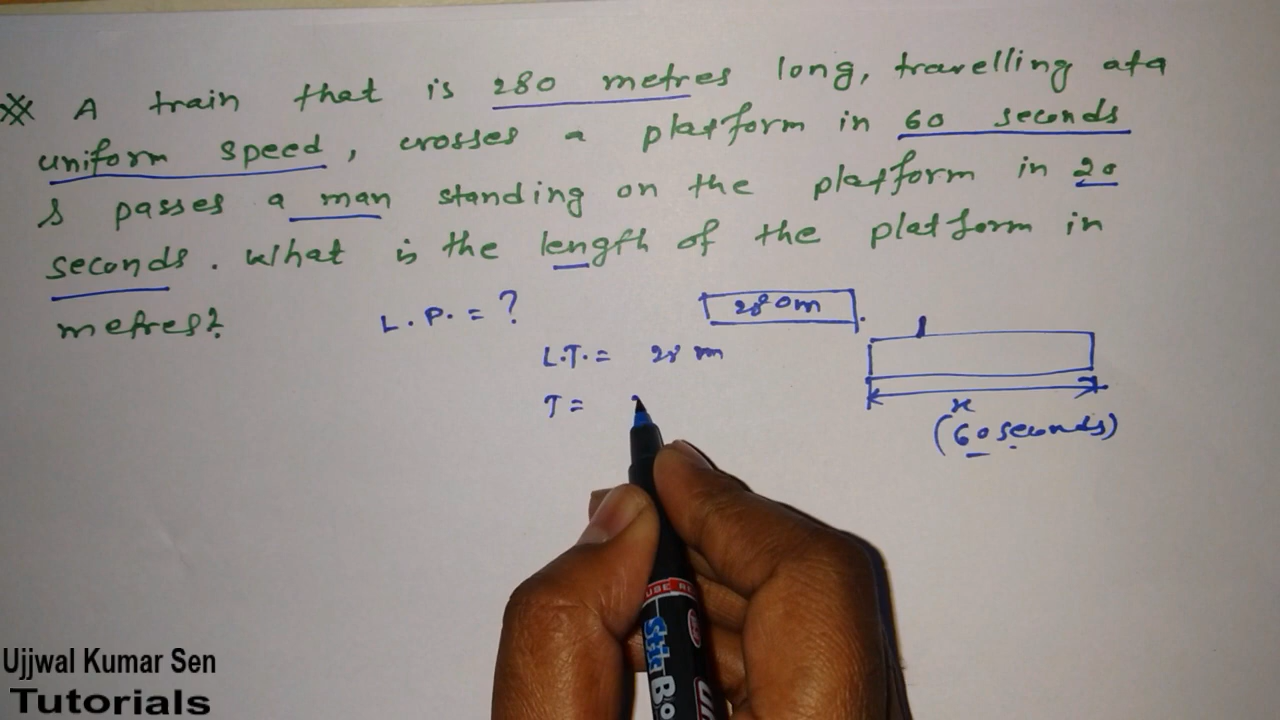 ※ A train that is 280 metres long, travelling at a
uniform speed, crosses a platform in 60 seconds
& passes a man standing on the platform in 20
seconds. What is the length of the platform in
metres?
L.P. = ?
280m
L.T. = 28 m
T =
x
(60 seconds)
USE
Stic
Ujjwal Kumar Sen
Tutorials